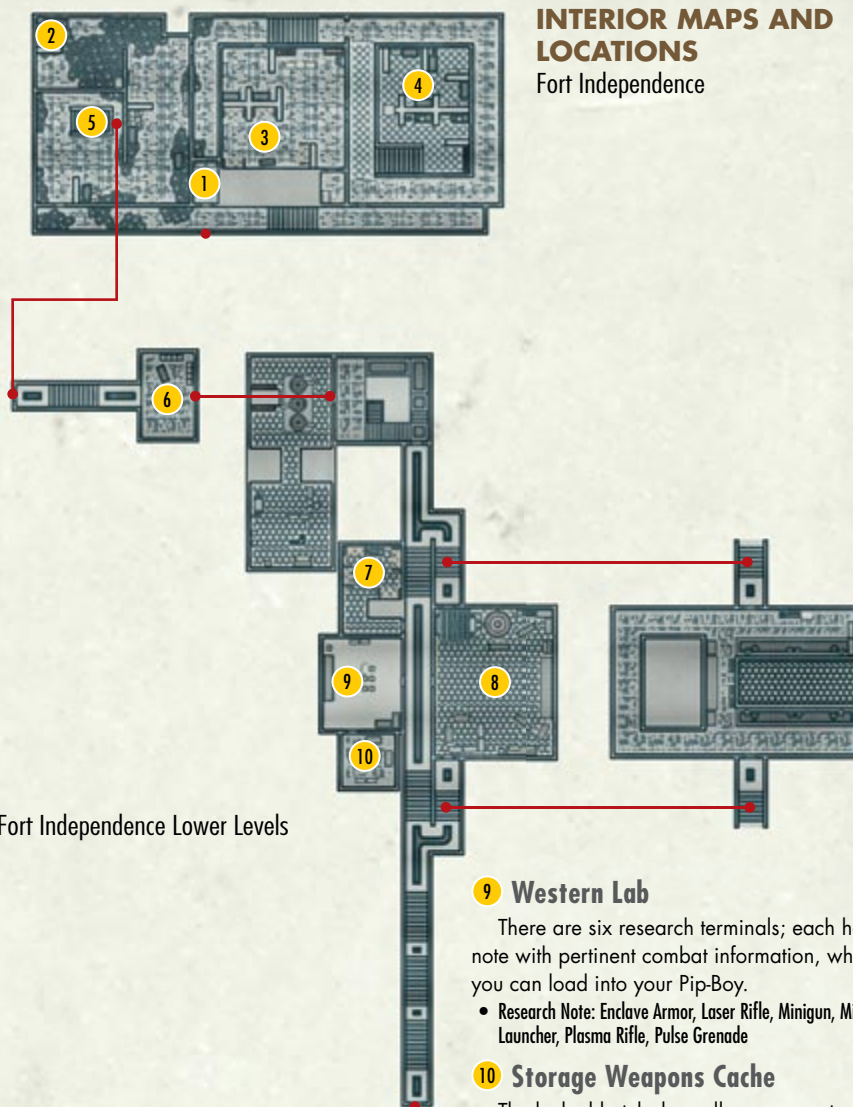 INTERIOR MAPS AND
LOCATIONS
Fort Independence
2
4
5
3
1
6
7
9
8
10
Fort Independence Lower Levels
9 Western Lab
There are six research terminals; each
note with pertinent combat information,
you can load into your Pip-Boy.
• Research Note: Enclave Armor, Laser Rifle, Minigun,
Launcher, Plasma Rifle, Pulse Grenade
10 Storage Weapons Cache